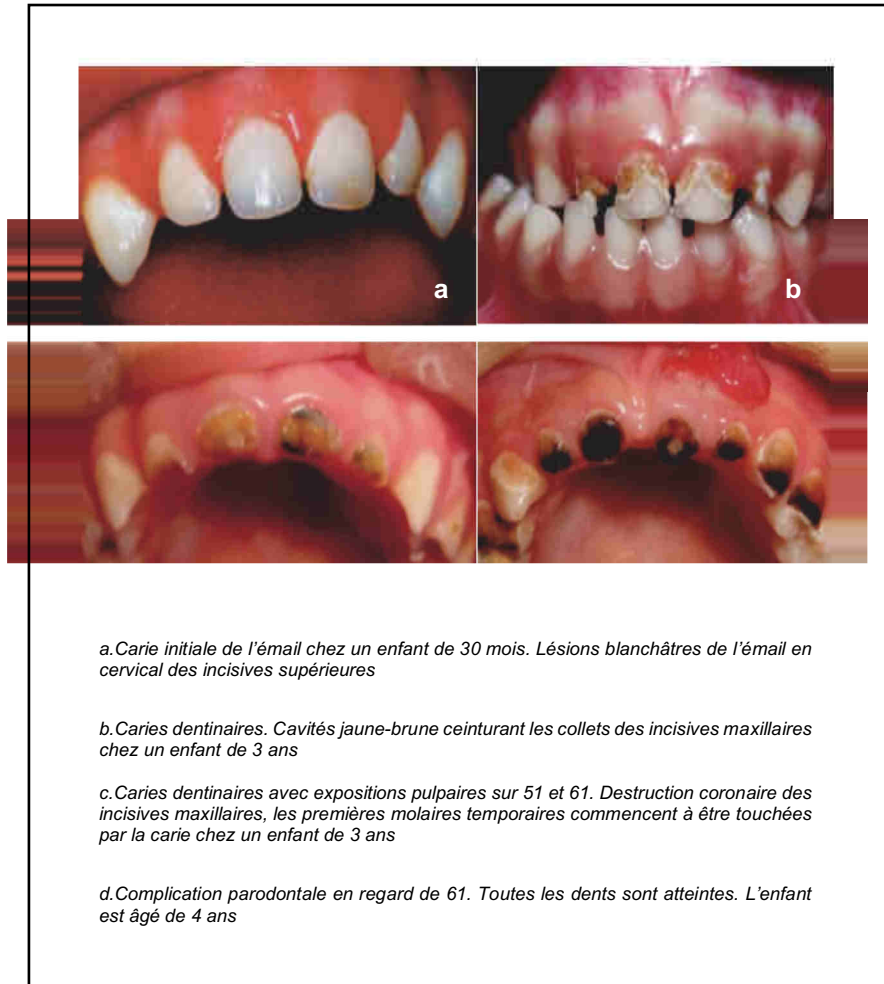 a
b
a.Carie initiale de l'émail chez un enfant de 30 mois. Lésions blanchâtres de l'émail en
cervical des incisives supérieures
b.Caries dentinaires. Cavités jaune-brune ceinturant les collets des incisives maxillaires
chez un enfant de 3 ans
c.Caries dentinaires avec expositions pulpaires sur 51 et 61. Destruction coronaire des
incisives maxillaires, les premières molaires temporaires commencent à être touchées
par la carie chez un enfant de 3 ans
d.Complication parodontale en regard de 61. Toutes les dents sont atteintes. L'enfant
est âgé de 4 ans